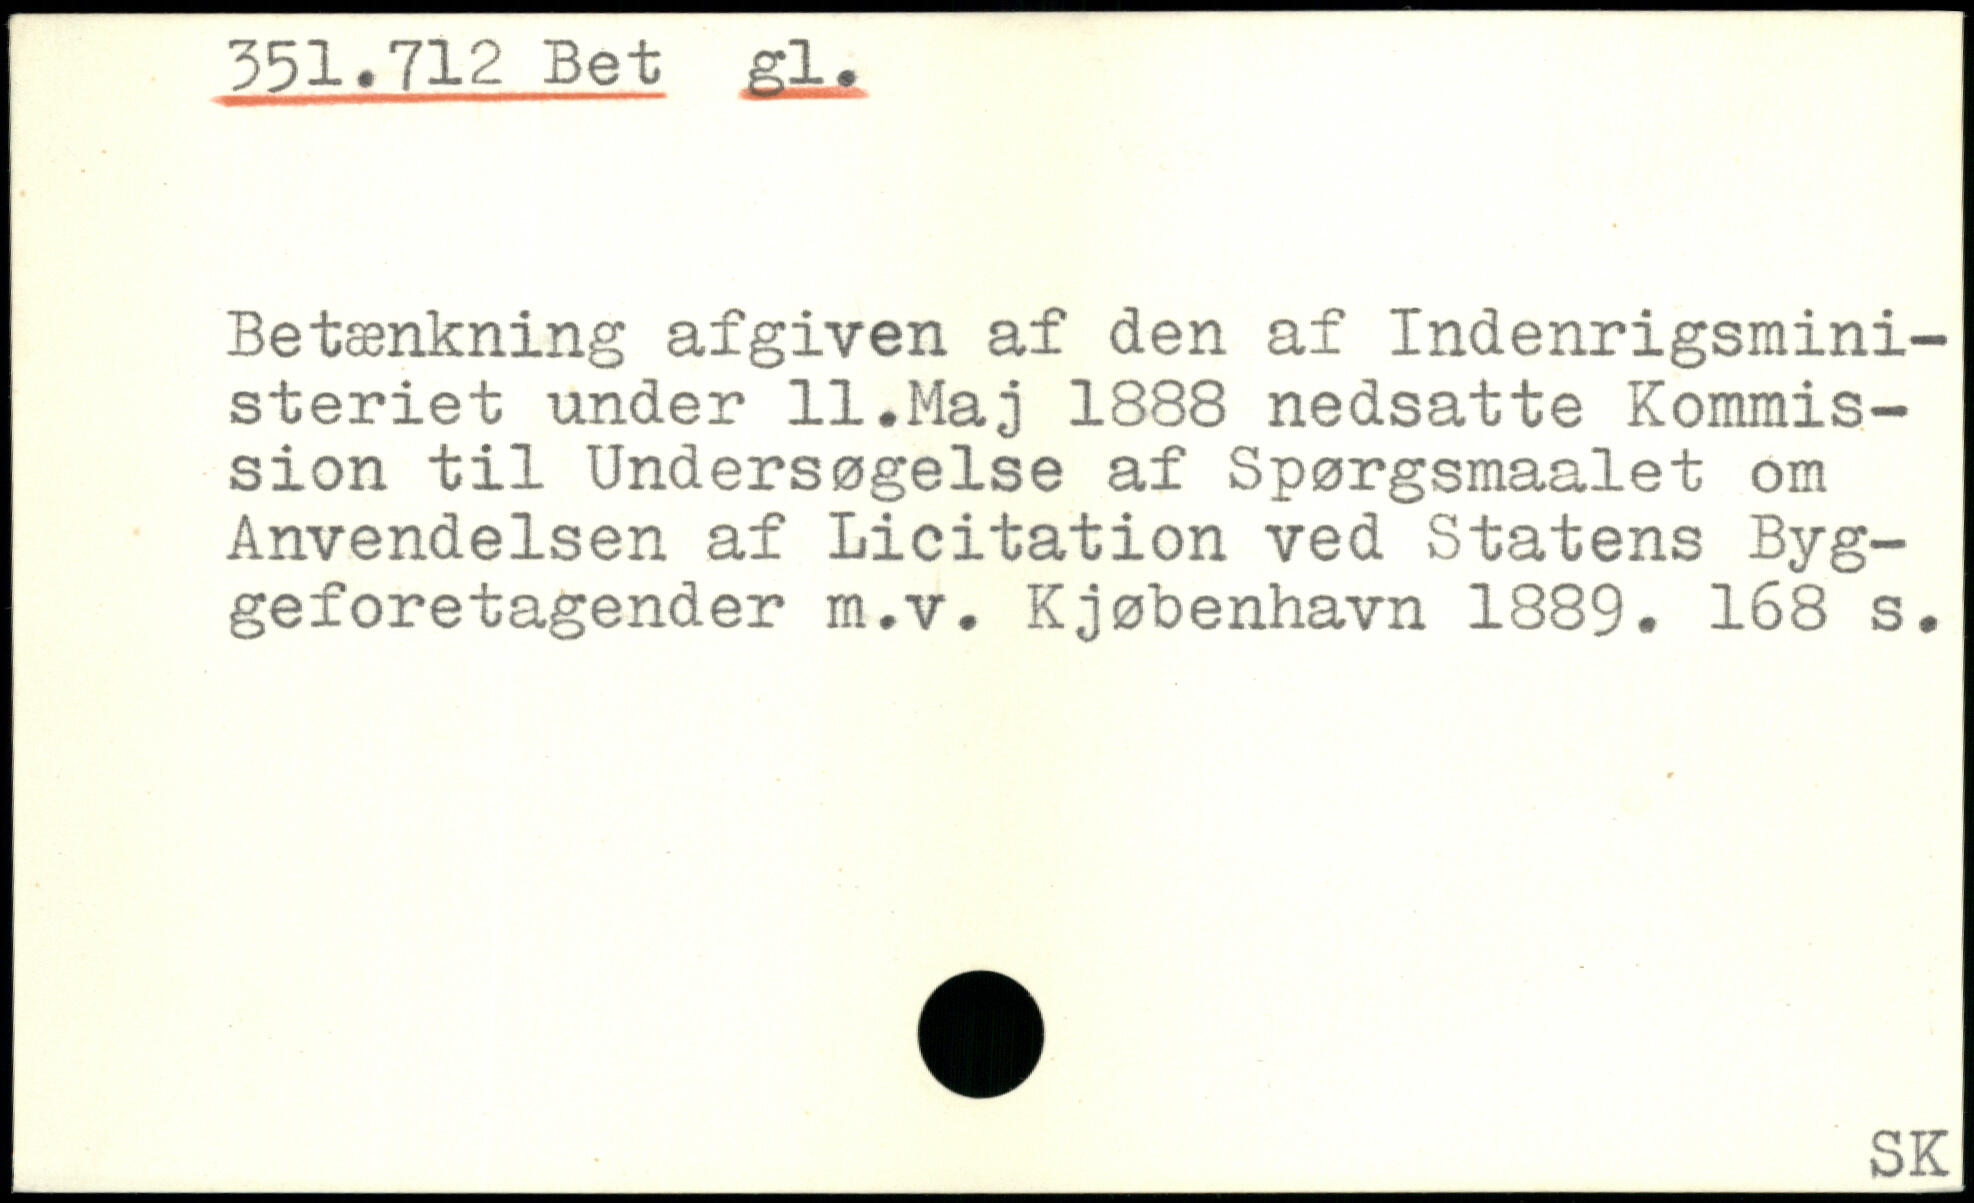 351.712 Bet gl.
Betænkning afgiven af den af Indenrigsmini-
steriet under 11.Maj 1888 nedsatte Kommis-
sion til Undersøgelse af Spørgsmaalet om
Anvendelsen af Licitation ved Statens Byg-
geforetagender m.v. Kjøbenhavn 1889. 168 s.
SK